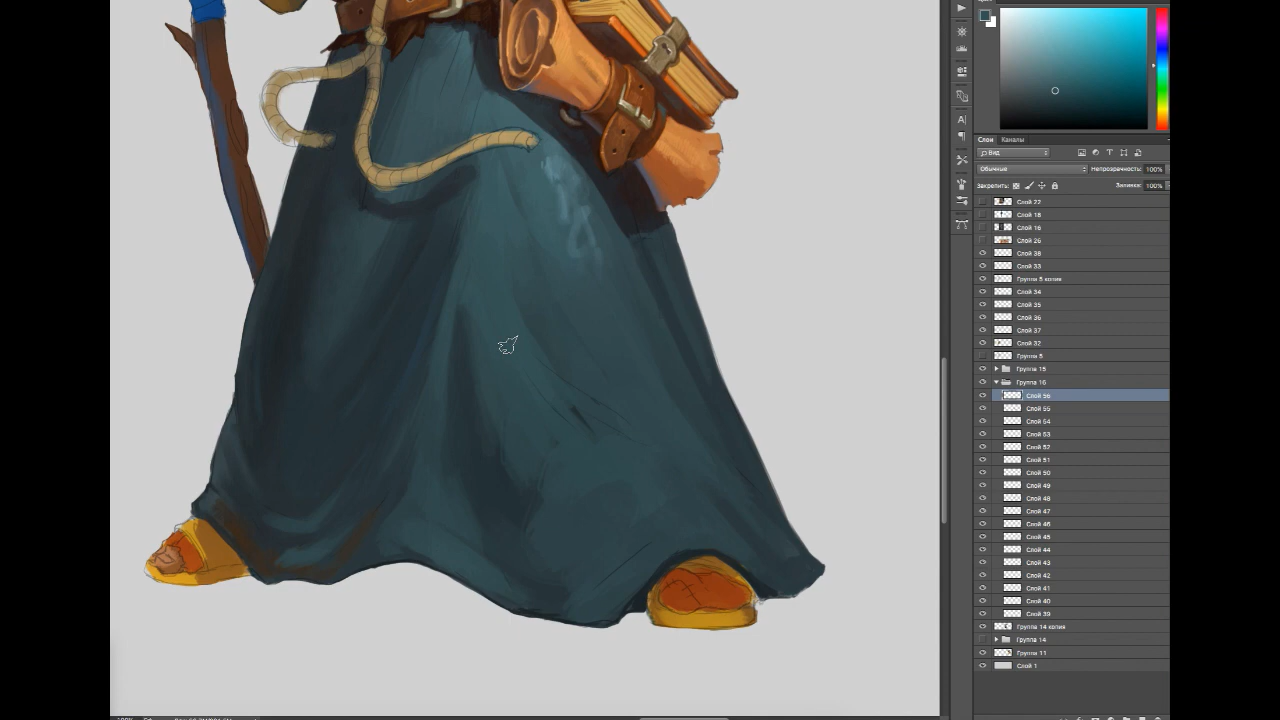 Слои Каналы
Вид
Обычные Непрозрачность: 100%
Закрепить: Заливка: 100%
Слой 22
Слой 18
Слой 16
Слой 26
Слой 38
Слой 33
Группа 5 копия
Слой 34
Слой 35
Слой 36
Слой 37
Слой 32
Группа 5
Группа 15
Группа 16
Слой 56
Слой 55
Слой 54
Слой 53
Слой 52
Слой 51
Слой 50
Слой 49
Слой 48
Слой 47
Слой 46
Слой 45
Слой 44
Слой 43
Слой 42
Слой 41
Слой 40
Слой 39
Группа 14 копия
Группа 14
Группа 11
Слой 1